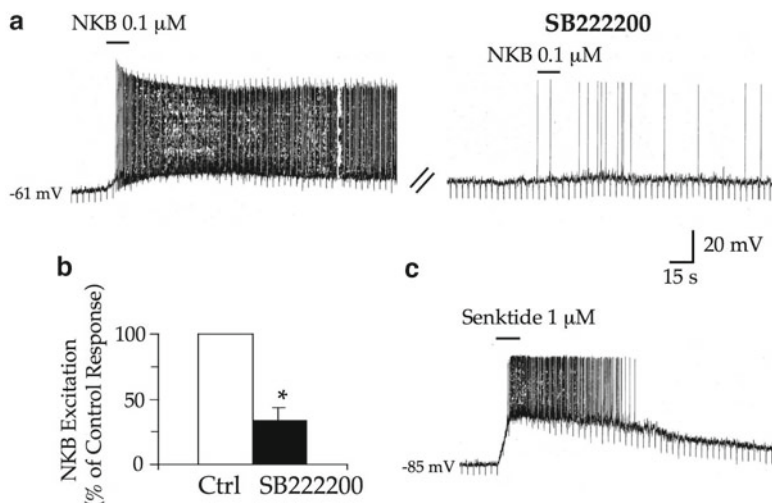 a
NKB 0.1 μM
-61 mV
SB222200
NKB 0.1 μM
20 mV
15 s
b
NKB Excitation
(% of Control Response)
100
50
0
*
Ctrl
SB222200
c
Senktide 1 μM
-85 mV